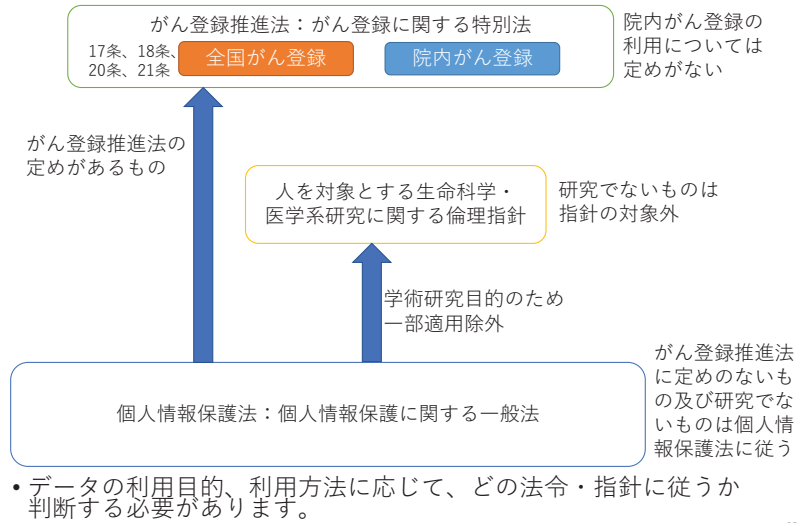 がん登録推進法：がん登録に関する特別法
17条、18条、
20条、21条
全国がん登録
院内がん登録
院内がん登録の
利用については
定めがない
がん登録推進法の
定めがあるもの
人を対象とする生命科学・
医学系研究に関する倫理指針
研究でないものは
指針の対象外
学術研究目的のため
一部適用除外
個人情報保護法：個人情報保護に関する一般法
がん登録推進法
に定めのないも
の及び研究でな
いものは個人情
報保護法に従う
• データの利用目的、利用方法に応じて、どの法令・指針に従うか
判断する必要があります。